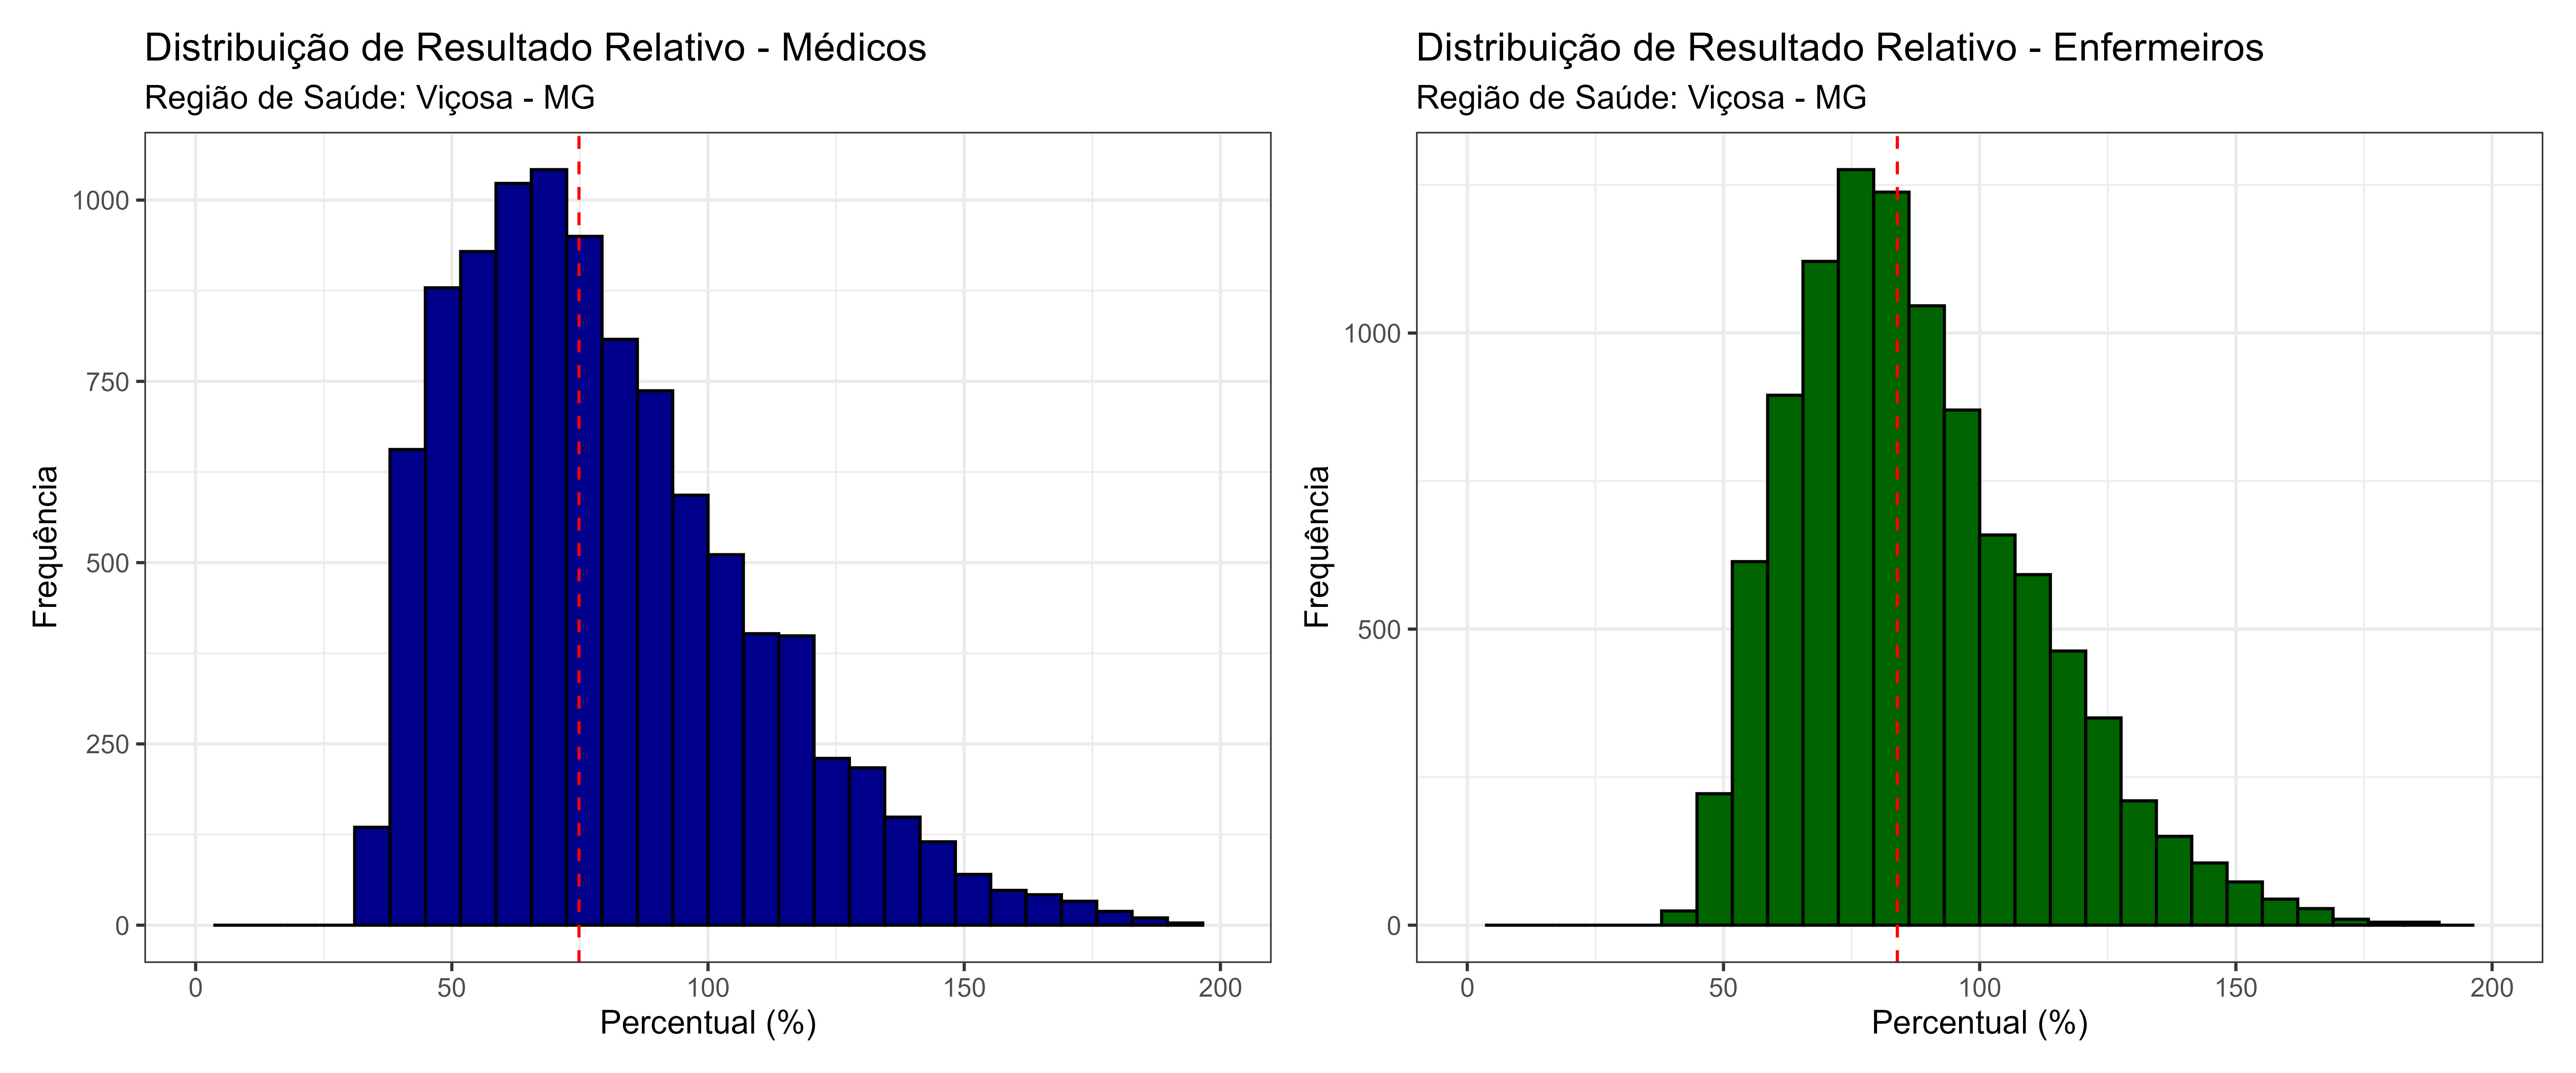 Distribuição de Resultado Relativo - Médicos
Região de Saúde: Viçosa - MG
Frequência
1000
750
500
250
0
0 50 100 150 200
Percentual (%)
Distribuição de Resultado Relativo - Enfermeiros
Região de Saúde: Viçosa - MG
Frequência
1000
500
0
0 50 100 150 200
Percentual (%)